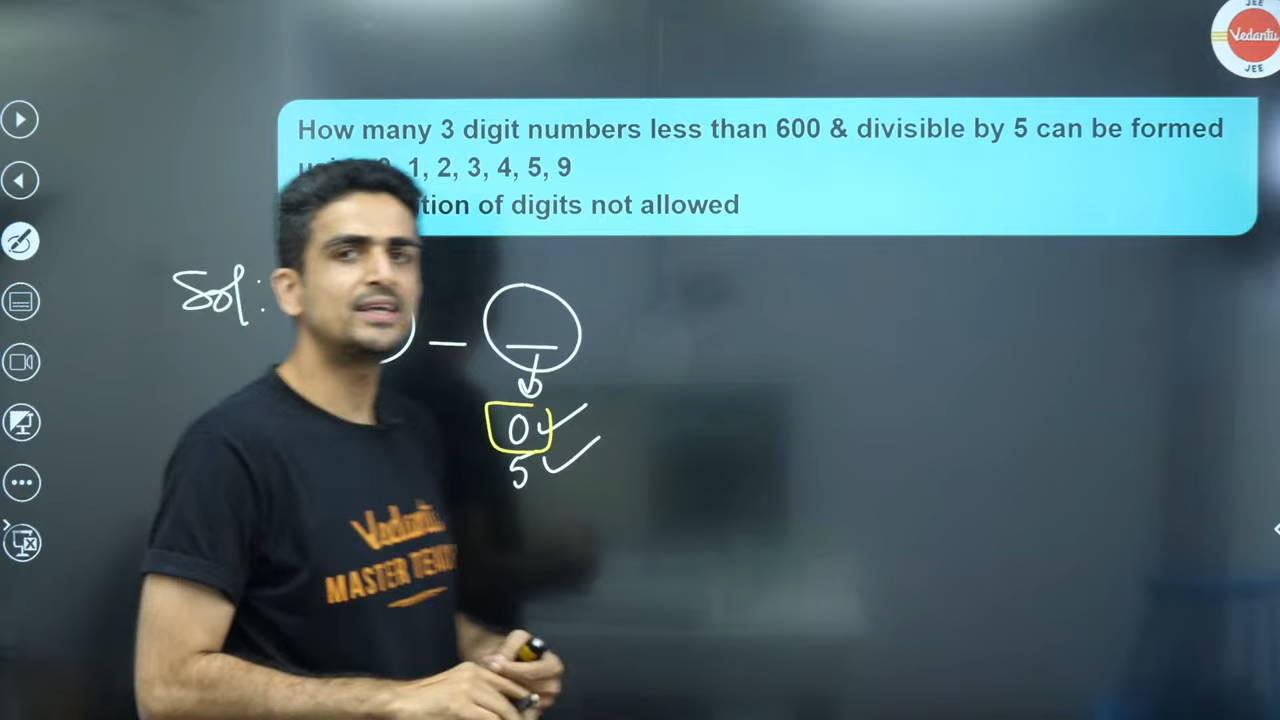 JEE
Vedantu
JEE
How many 3 digit numbers less than 600 & divisible by 5 can be formed
1, 2, 3, 4, 5, 9
tion of digits not allowed
Sol:
0
5
Vedantu
MASTER